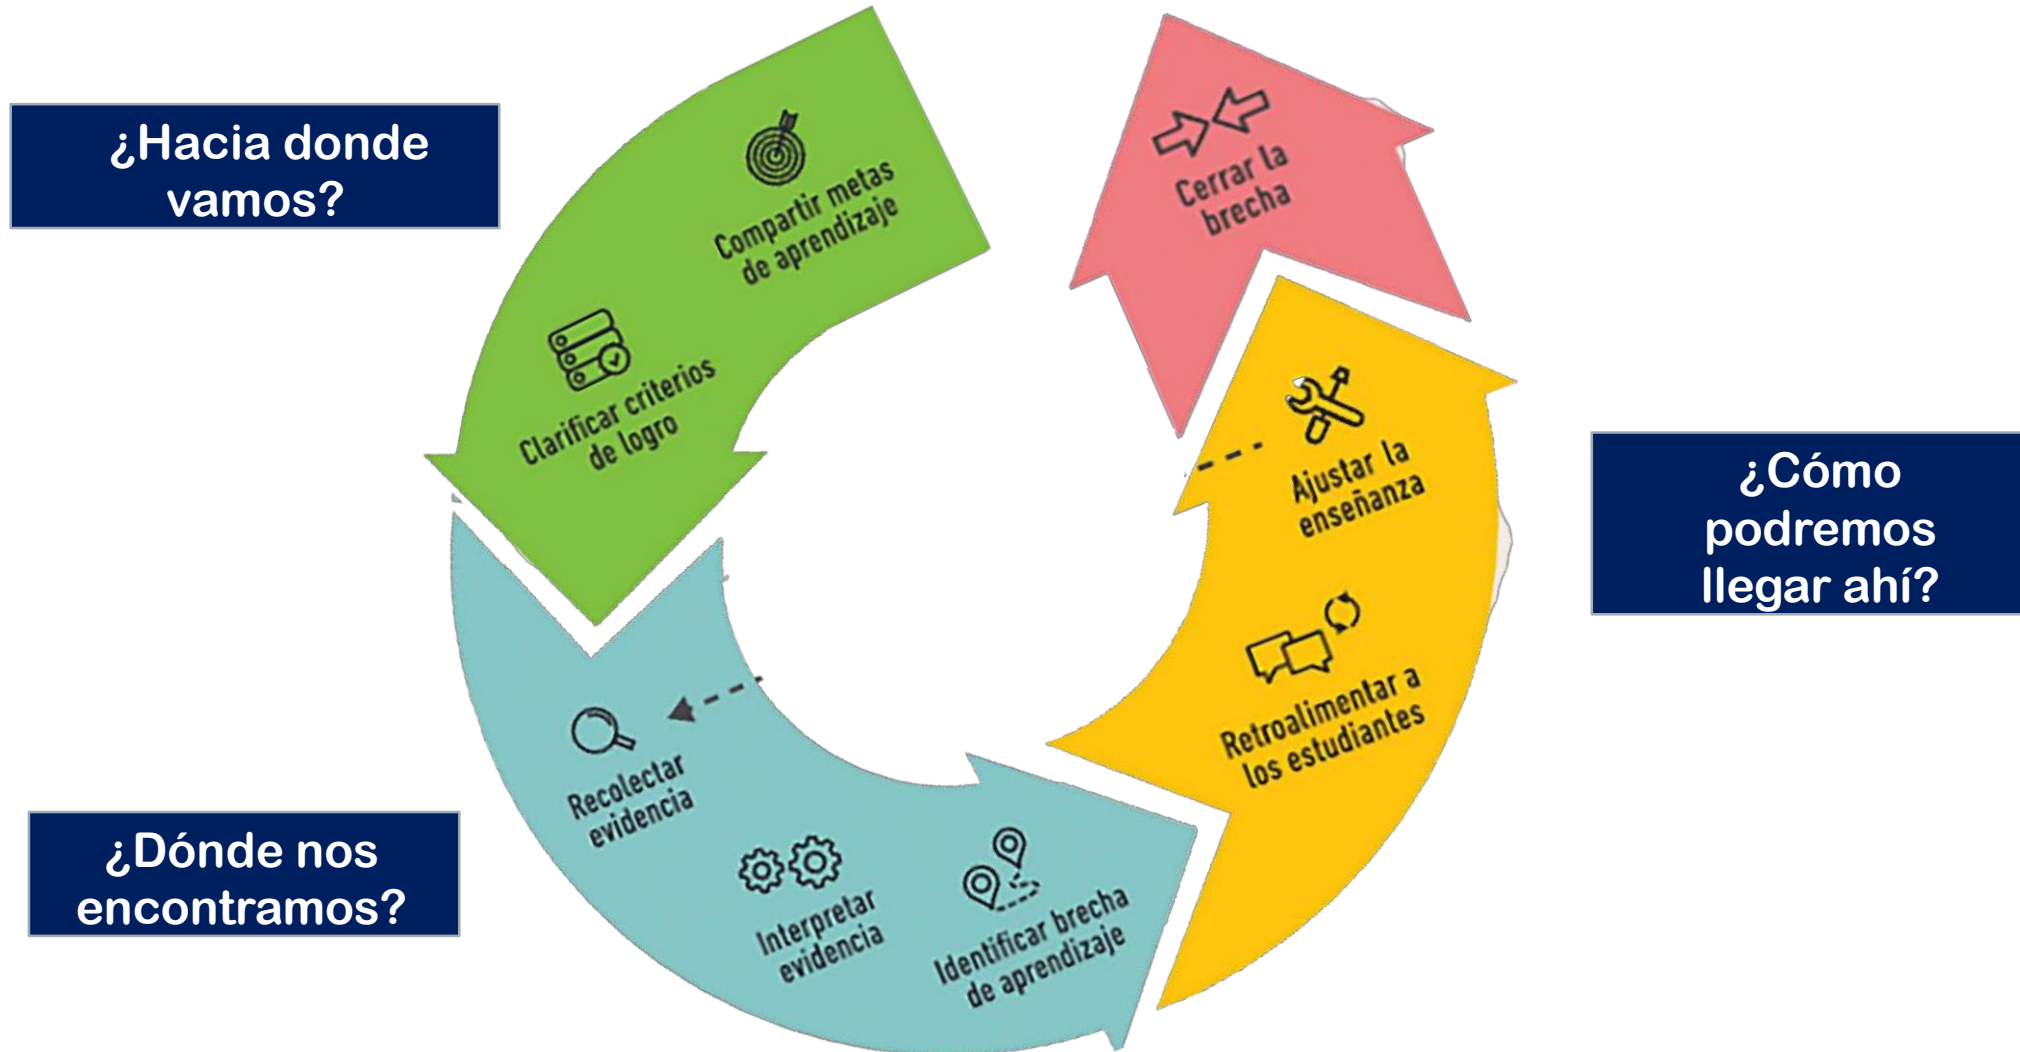 ¿Hacia donde
vamos?
Compartir metas
de aprendizaje
Clarificar criterios
de logro
¿Dónde nos
encontramos?
Recolectar
evidencia
Interpretar
evidencia
Identificar brecha
de aprendizaje
¿Cómo
podremos
llegar ahí?
Retroalimentar a
los estudiantes
Ajustar la
enseñanza
Cerrar la
brecha